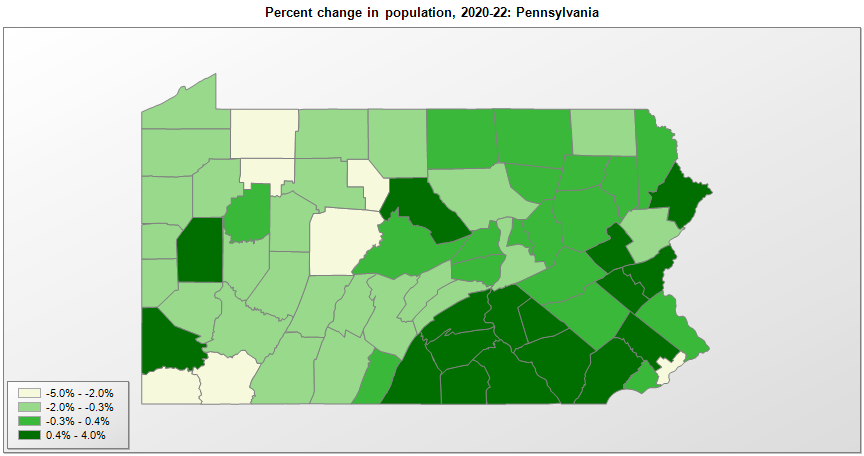 Percent change in population, 2020-22: Pennsylvania
-5.0% - -2.0%
-2.0% - -0.3%
-0.3% - 0.4%
0.4% - 4.0%